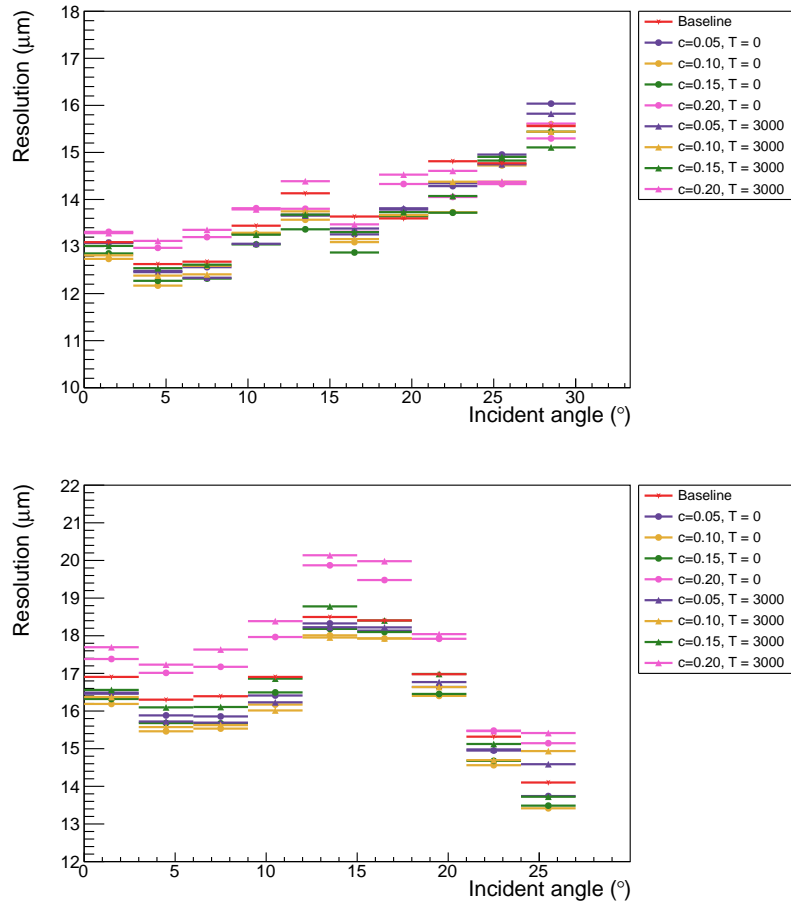 Resolution (μm)
18
17
16
15
14
13
12
11
10
0
5
10
15
20
25
30
Incident angle (°)
Baseline
c=0.05, T = 0
c=0.10, T = 0
c=0.15, T = 0
c=0.20, T = 0
c=0.05, T = 3000
c=0.10, T = 3000
c=0.15, T = 3000
c=0.20, T = 3000
Resolution (μm)
22
21
20
19
18
17
16
15
14
13
12
0
5
10
15
20
25
Incident angle (°)
Baseline
c=0.05, T = 0
c=0.10, T = 0
c=0.15, T = 0
c=0.20, T = 0
c=0.05, T = 3000
c=0.10, T = 3000
c=0.15, T = 3000
c=0.20, T = 3000